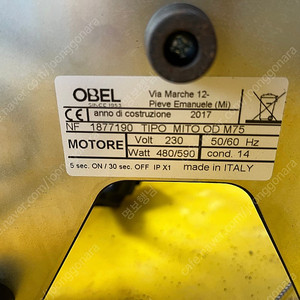 OBEL
SINCE 1953
Via Marche 12-
Pieve Emanuele (Mi)
CE anno di costruzione 2017
NF 1877190 TIPO MITO OD M75
MOTORE
Volt 230
50/60 Hz
Watt 480/590
cond. 14
5 sec. ON / 30 sec. OFF IP X1
made in ITALY